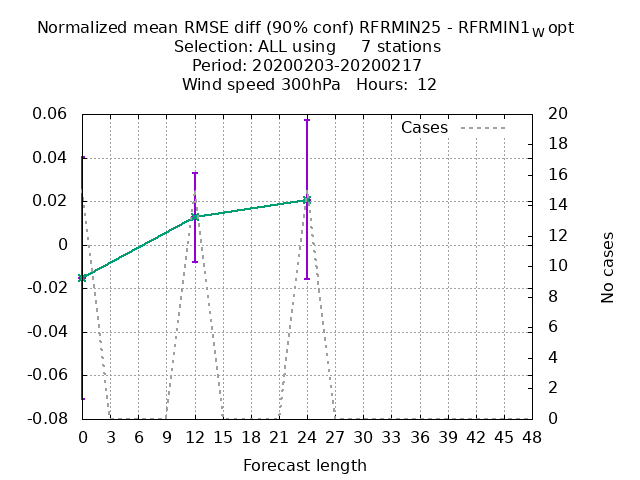 Normalized mean RMSE diff (90% conf) RFRMIN25 - RFRMIN1w opt
Selection: ALL using 7 stations
Period: 20200203-20200217
Wind speed 300hPa Hours: 12
Cases
0.06
0.04
0.02
0
-0.02
-0.04
-0.06
-0.08
20
18
16
14
12
10
8
6
4
2
0
No cases
0 3 6 9 12 15 18 21 24 27 30 33 36 39 42 45 48
Forecast length